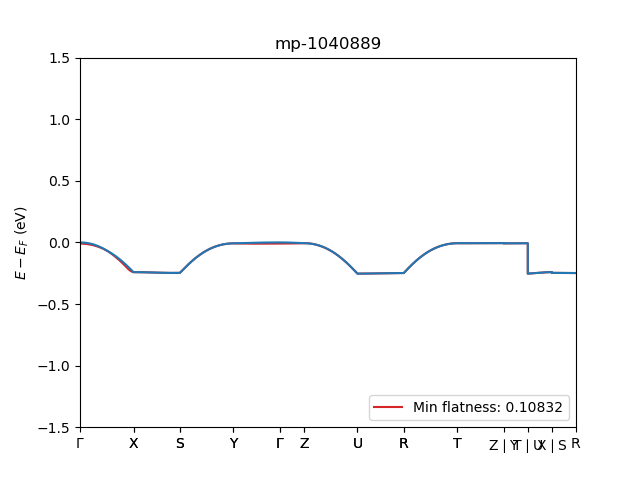 mp-1040889
E − E_F (eV)
1.5
1.0
0.5
0.0
−0.5
−1.0
−1.5
Min flatness: 0.10832
Γ X S Y Γ Z U R T Z | Y T | U X | S R